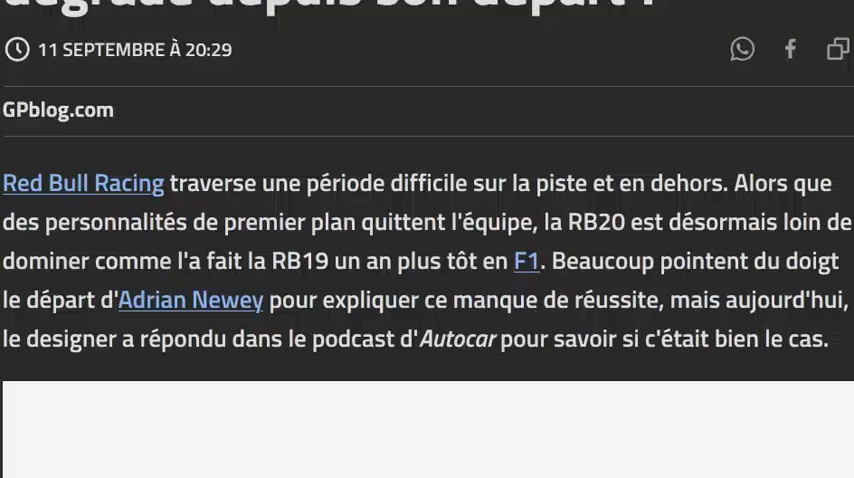 dégradé depuis son départ ?
11 SEPTEMBRE À 20:29
GPblog.com
Red Bull Racing traverse une période difficile sur la piste et en dehors. Alors que
des personnalités de premier plan quittent l'équipe, la RB20 est désormais loin de
dominer comme l'a fait la RB19 un an plus tôt en F1. Beaucoup pointent du doigt
le départ d'Adrian Newey pour expliquer ce manque de réussite, mais aujourd'hui,
le designer a répondu dans le podcast d'Autocar pour savoir si c'était bien le cas.